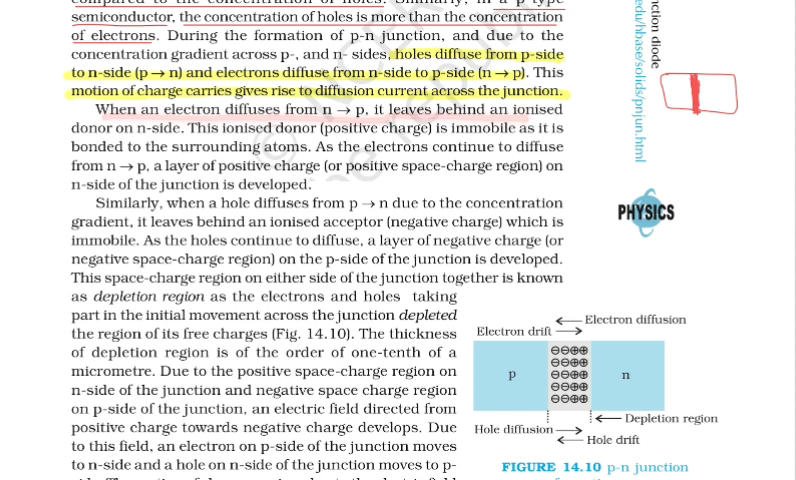 compared to the concentration of holes. Similarly, in a p-type
semiconductor, the concentration of holes is more than the concentration
of electrons. During the formation of p-n junction, and due to the
concentration gradient across p-, and n- sides, holes diffuse from p-side
to n-side (p → n) and electrons diffuse from n-side to p-side (n → p). This
motion of charge carries gives rise to diffusion current across the junction.
When an electron diffuses from n → p, it leaves behind an ionised
donor on n-side. This ionised donor (positive charge) is immobile as it is
bonded to the surrounding atoms. As the electrons continue to diffuse
from n → p, a layer of positive charge (or positive space-charge region) on
n-side of the junction is developed.
Similarly, when a hole diffuses from p → n due to the concentration
gradient, it leaves behind an ionised acceptor (negative charge) which is
immobile. As the holes continue to diffuse, a layer of negative charge (or
negative space-charge region) on the p-side of the junction is developed.
This space-charge region on either side of the junction together is known
as depletion region as the electrons and holes taking
part in the initial movement across the junction depleted
the region of its free charges (Fig. 14.10). The thickness
of depletion region is of the order of one-tenth of a
micrometre. Due to the positive space-charge region on
n-side of the junction and negative space charge region
on p-side of the junction, an electric field directed from
positive charge towards negative charge develops. Due
to this field, an electron on p-side of the junction moves
to n-side and a hole on n-side of the junction moves to p-
nction diode
edu/hbase/solids/pnjun.html
PHYSICS
← Electron diffusion
Electron drift →
p
n
⊖⊖⊕⊕
⊖⊖⊕⊕
⊖⊖⊕⊕
⊖⊖⊕⊕
⊖⊖⊕⊕
← Depletion region
Hole diffusion →
← Hole drift
FIGURE 14.10 p-n junction